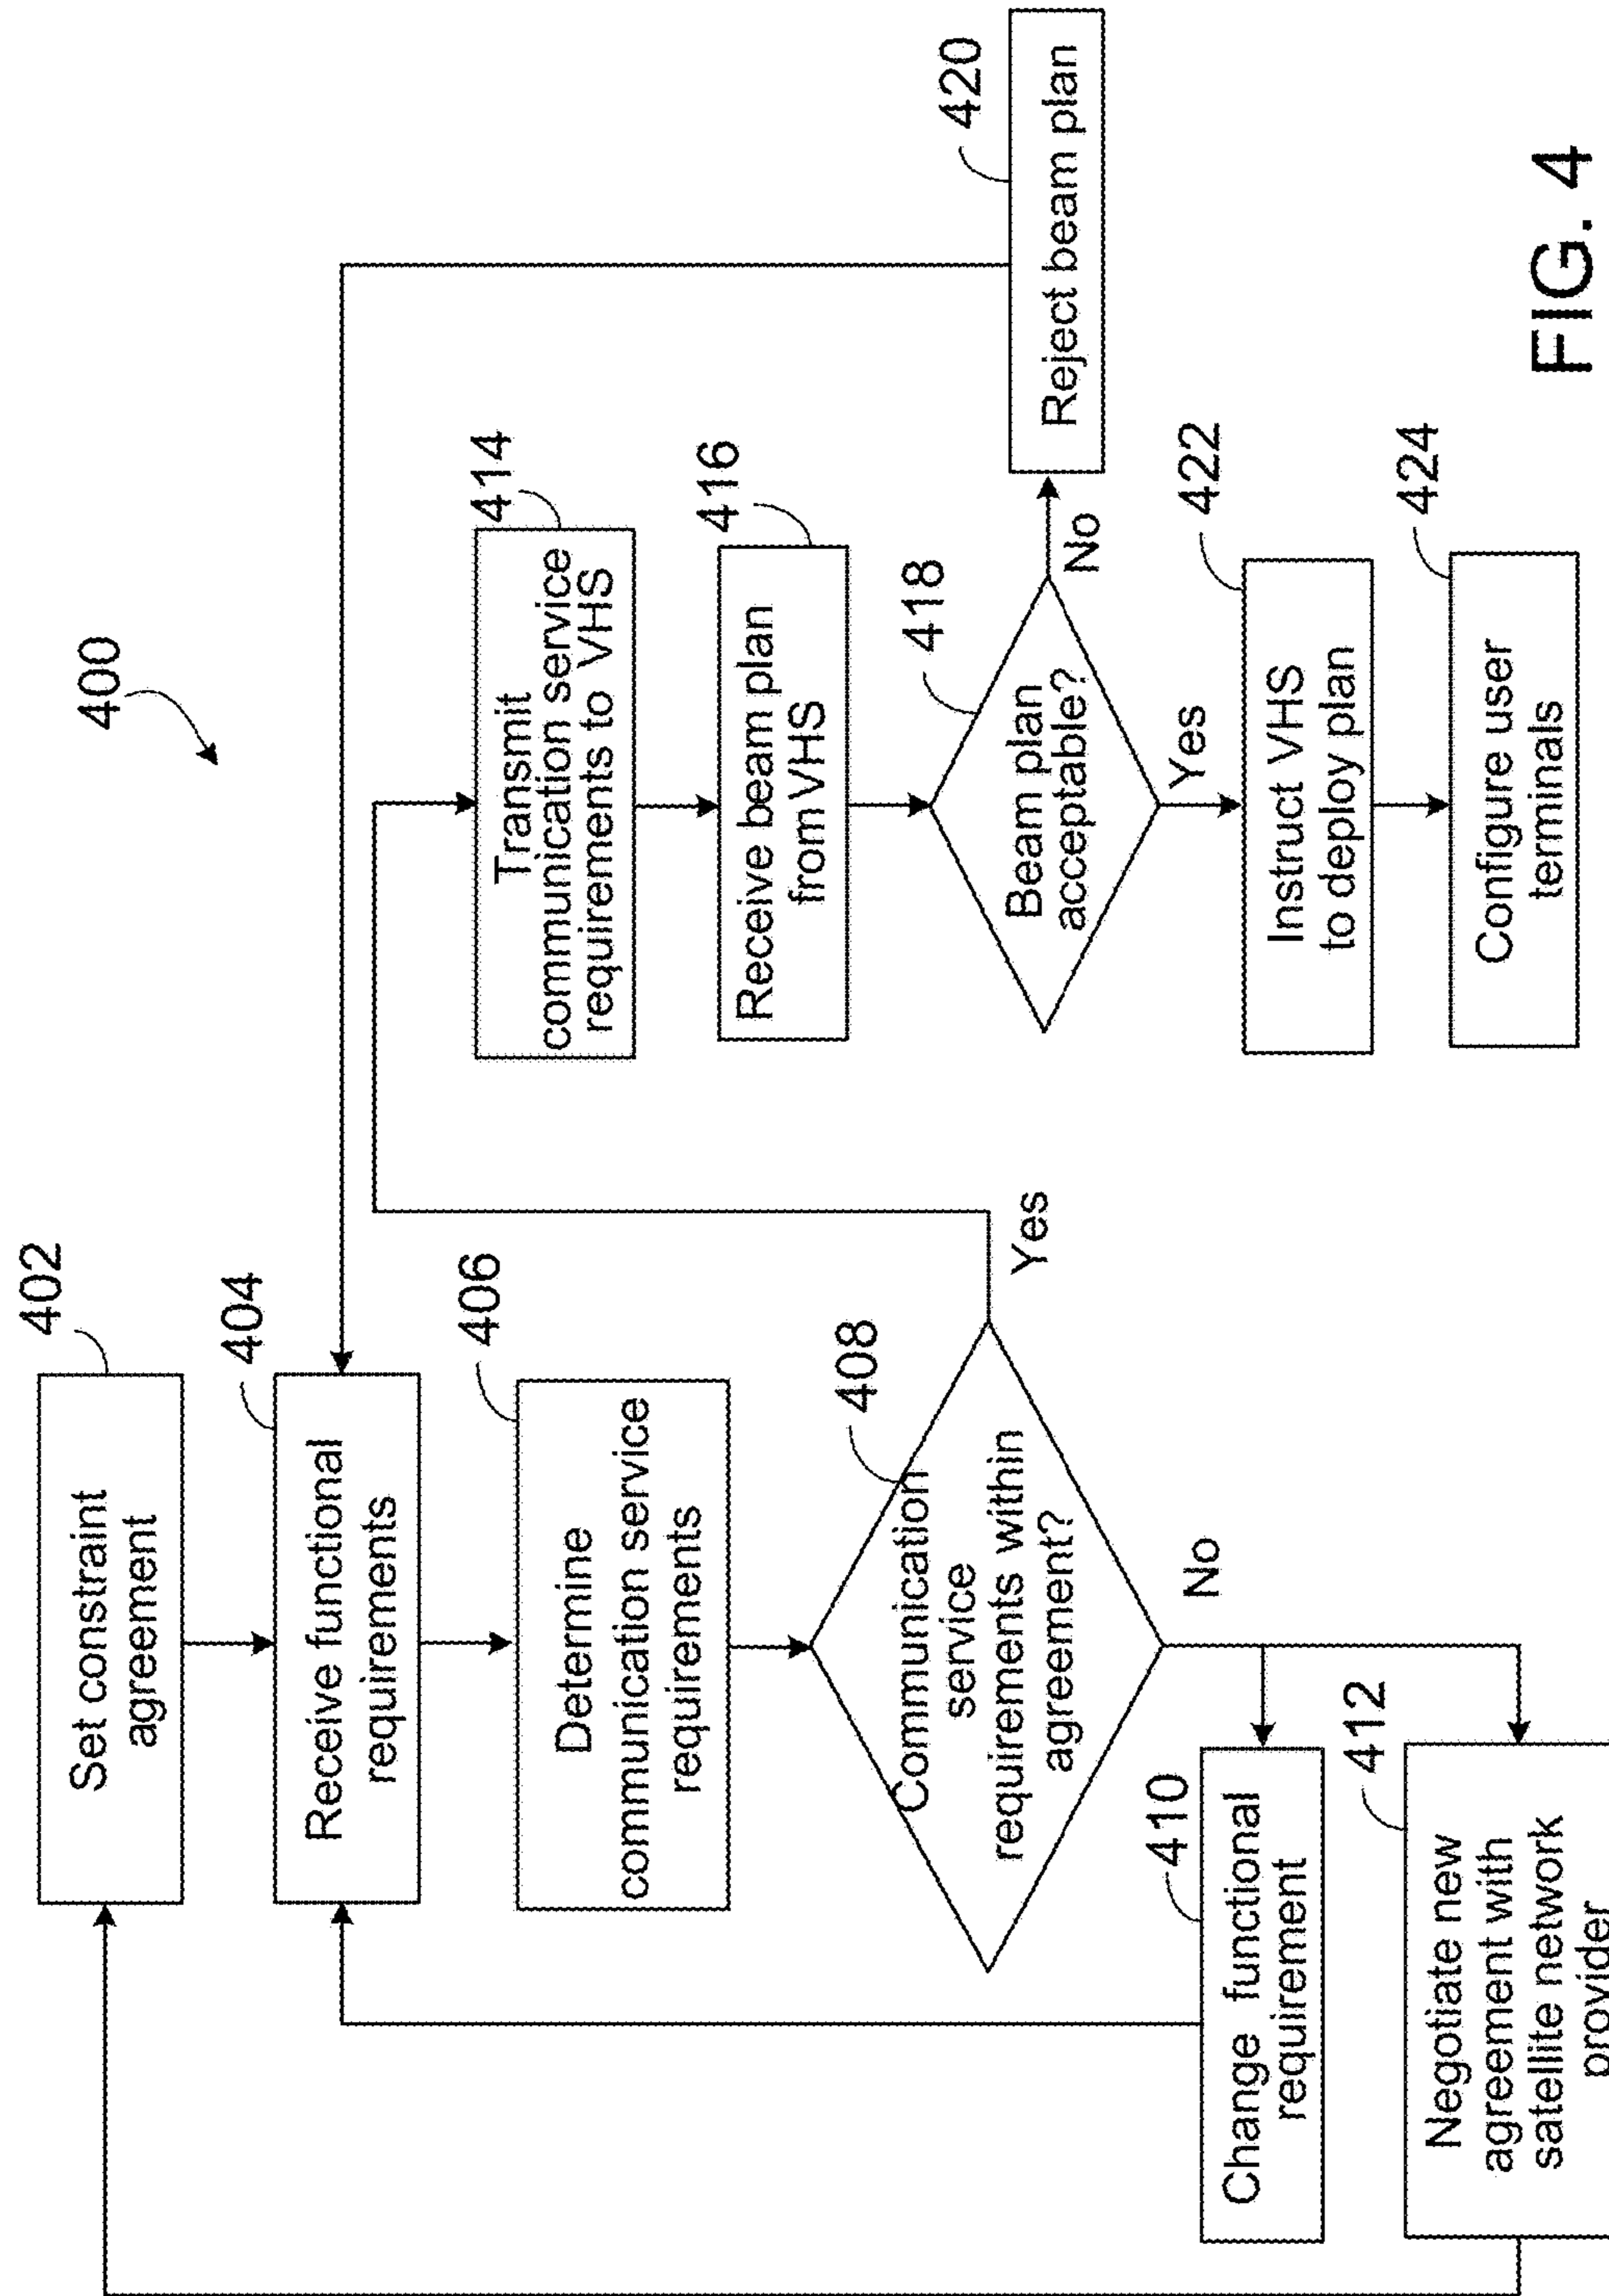 400
402
Set constraint
agreement
404
Receive functional
requirements
406
Determine
communication service
requirements
408
Communication
service
requirements within
agreement?
Yes
No
410
Change functional
requirement
412
Negotiate new
agreement with
satellite network
provider
414
Transmit
communication service
requirements to VHS
416
Receive beam plan
from VHS
418
Beam plan
acceptable?
No
Yes
420
Reject beam plan
422
Instruct VHS
to deploy plan
424
Configure user
terminals
FIG. 4